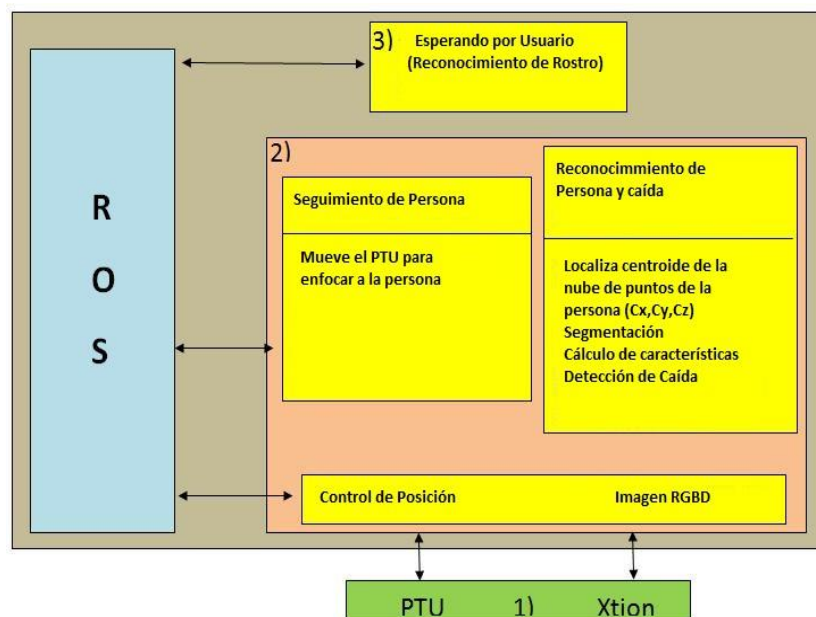 3) Esperando por Usuario
(Reconocimiento de Rostro)
R
O
S
2)
Seguimiento de Persona
Mueve el PTU para
enfocar a la persona
Reconocimmiento de
Persona y caída
Localiza centroide de la
nube de puntos de la
persona (Cx,Cy,Cz)
Segmentación
Cálculo de características
Detección de Caída
Control de Posición Imagen RGBD
PTU 1) Xtion